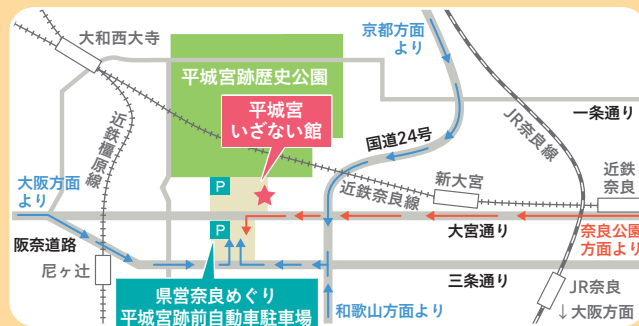 大和西大寺
京都方面
より
平城宮跡歴史公園
平城宮
いざない館
一条通り
国道24号
JR奈良線
近鉄橿原線
近鉄奈良線
新大宮
近鉄
奈良
大阪方面
より
P
P
阪奈道路
大宮通り
奈良公園
方面より
尼ヶ辻
三条通り
県営奈良めぐり
平城宮跡前自動車駐車場
和歌山方面より
JR奈良
↓大阪方面